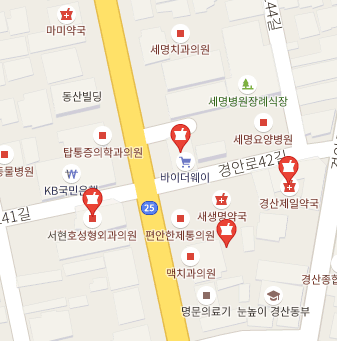 마미약국
44길
세명치과의원
동산빌딩
세명병원장례식장
탑통증의학과의원
세명요양병원
동물병원
바이더웨이
경안로42길
KB국민은행
경산제일약국
41길
25
새생명약국
서현호성형외과의원
편안한제통의원
맥치과의원
경산종합
명문의료기
눈높이 경산동부